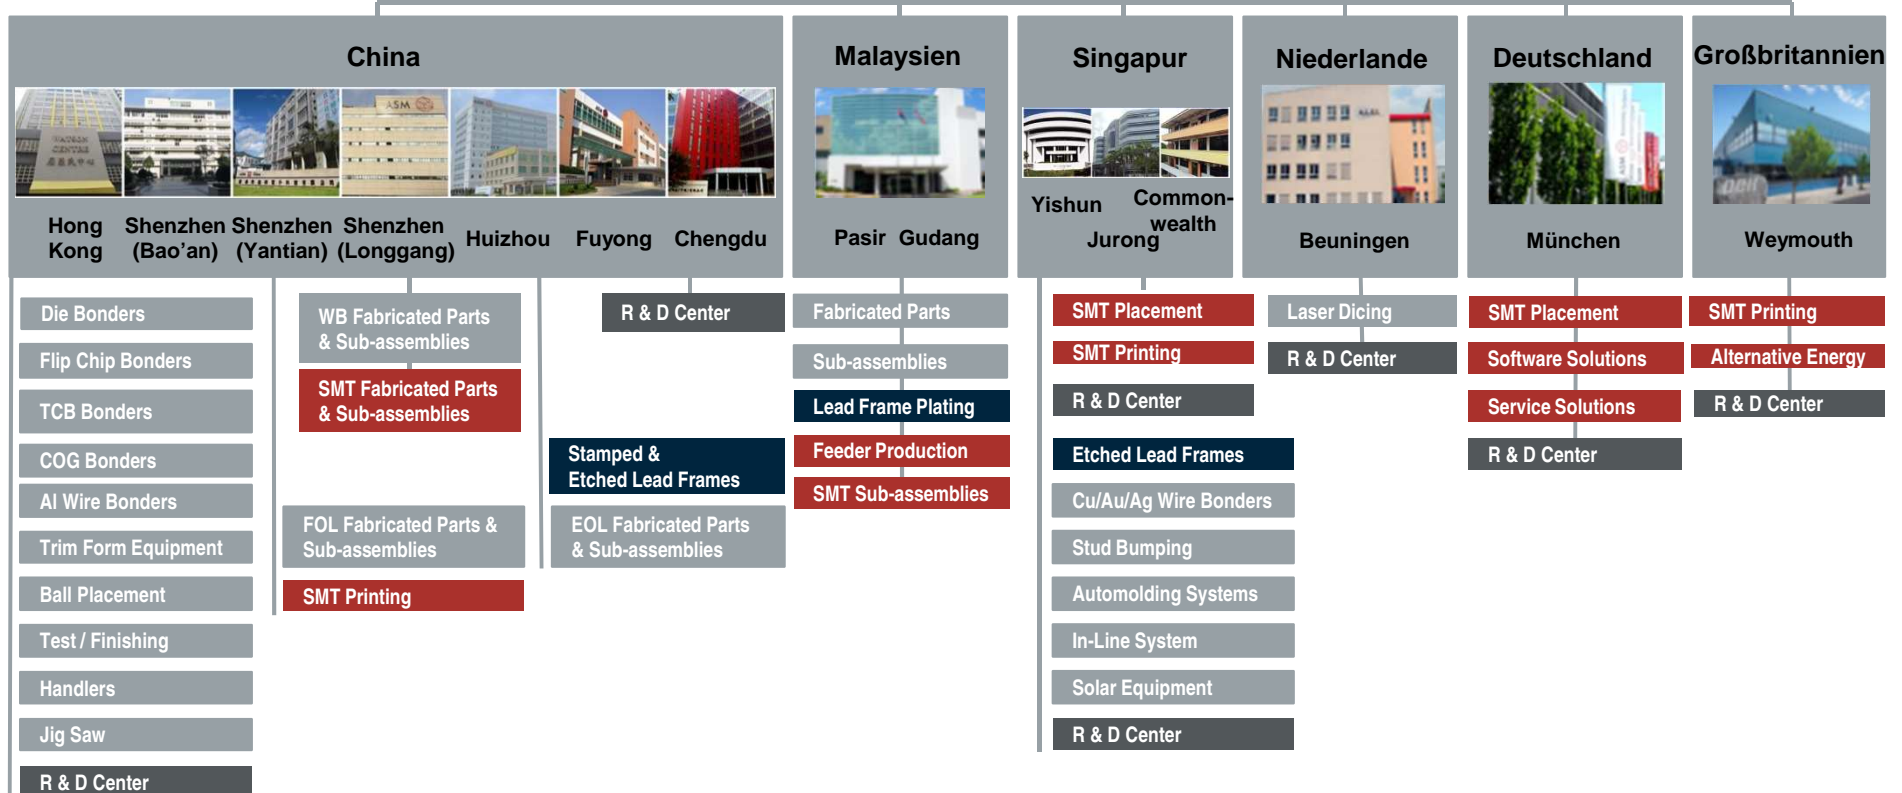 China
Malaysien
Singapur
Niederlande
Deutschland
Großbritannien
WATSON
CENTRE
ASM
Hong
Kong
Shenzhen
(Bao’an)
Shenzhen
(Yantian)
Shenzhen
(Longgang)
Huizhou
Fuyong
Chengdu
Pasir Gudang
Yishun
Common-
wealth
Jurong
Beuningen
München
Weymouth
Die Bonders
Flip Chip Bonders
TCB Bonders
COG Bonders
Al Wire Bonders
Trim Form Equipment
Ball Placement
Test / Finishing
Handlers
Jig Saw
R & D Center
WB Fabricated Parts
& Sub-assemblies
SMT Fabricated Parts
& Sub-assemblies
FOL Fabricated Parts &
Sub-assemblies
SMT Printing
R & D Center
Stamped &
Etched Lead Frames
EOL Fabricated Parts
& Sub-assemblies
Fabricated Parts
Sub-assemblies
Lead Frame Plating
Feeder Production
SMT Sub-assemblies
SMT Placement
SMT Printing
R & D Center
Etched Lead Frames
Cu/Au/Ag Wire Bonders
Stud Bumping
Automolding Systems
In-Line System
Solar Equipment
R & D Center
Laser Dicing
R & D Center
SMT Placement
Software Solutions
Service Solutions
R & D Center
SMT Printing
Alternative Energy
R & D Center